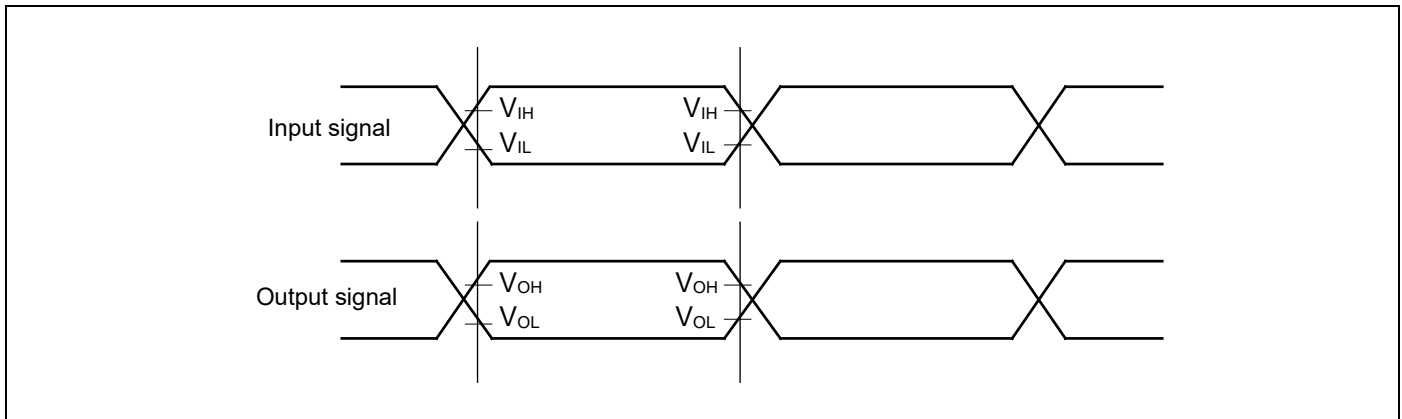 Input signal
VIH
VIH
VIL
VIL
Output signal
VOH
VOH
VOL
VOL